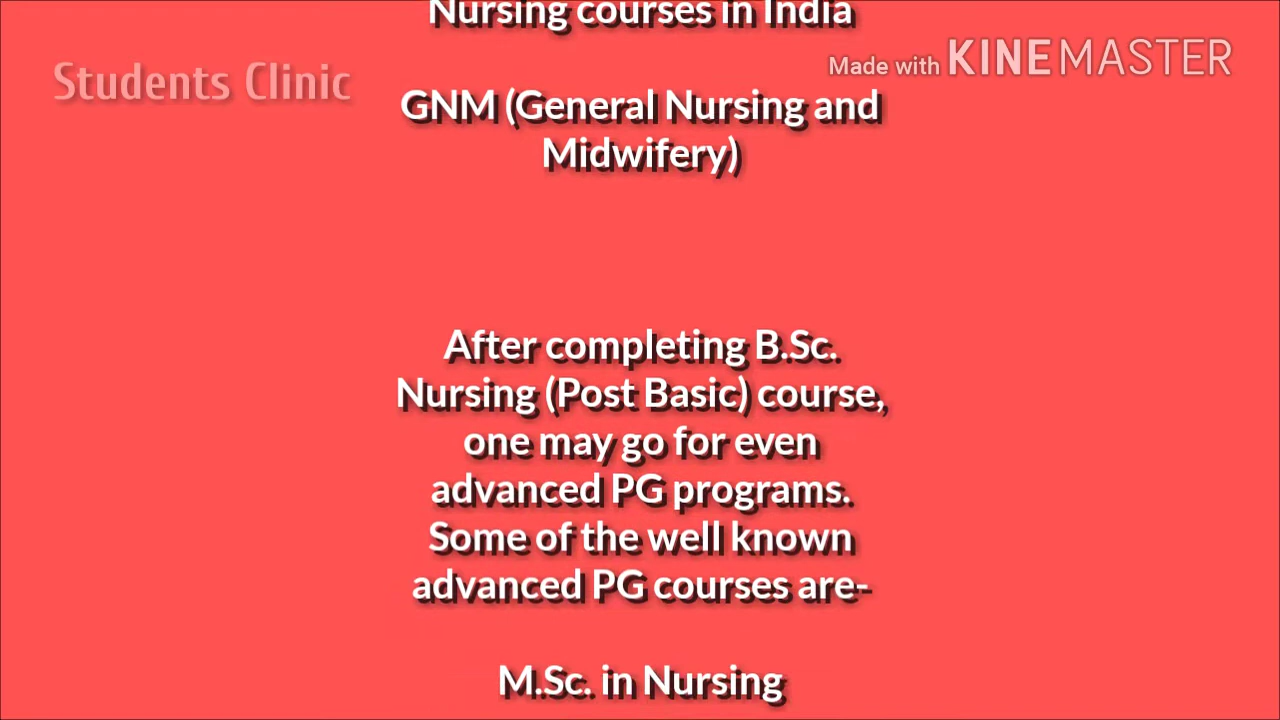 Nursing courses in India
Students Clinic
Made with KINEMASTER
GNM (General Nursing and
Midwifery)
After completing B.Sc.
Nursing (Post Basic) course,
one may go for even
advanced PG programs.
Some of the well known
advanced PG courses are-
M.Sc. in Nursing